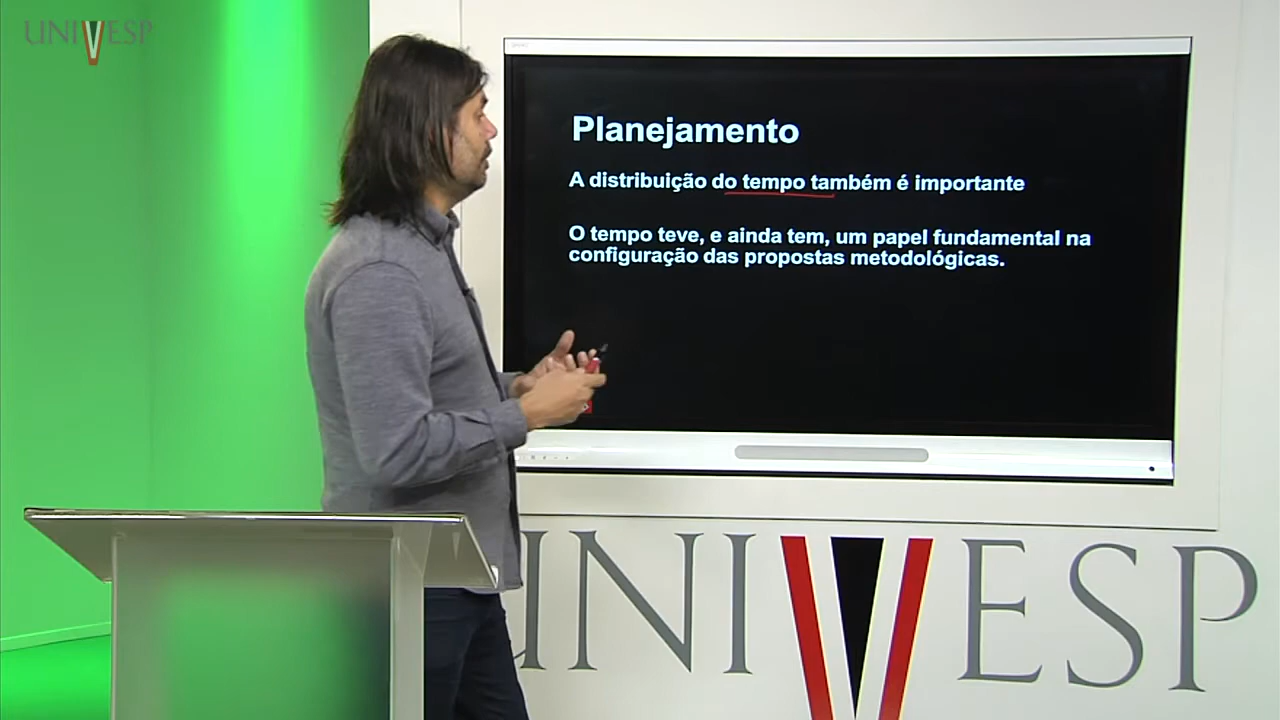 UNIVESP
Planejamento
A distribuição do tempo também é importante
O tempo teve, e ainda tem, um papel fundamental na
configuração das propostas metodológicas.
UNIVESP